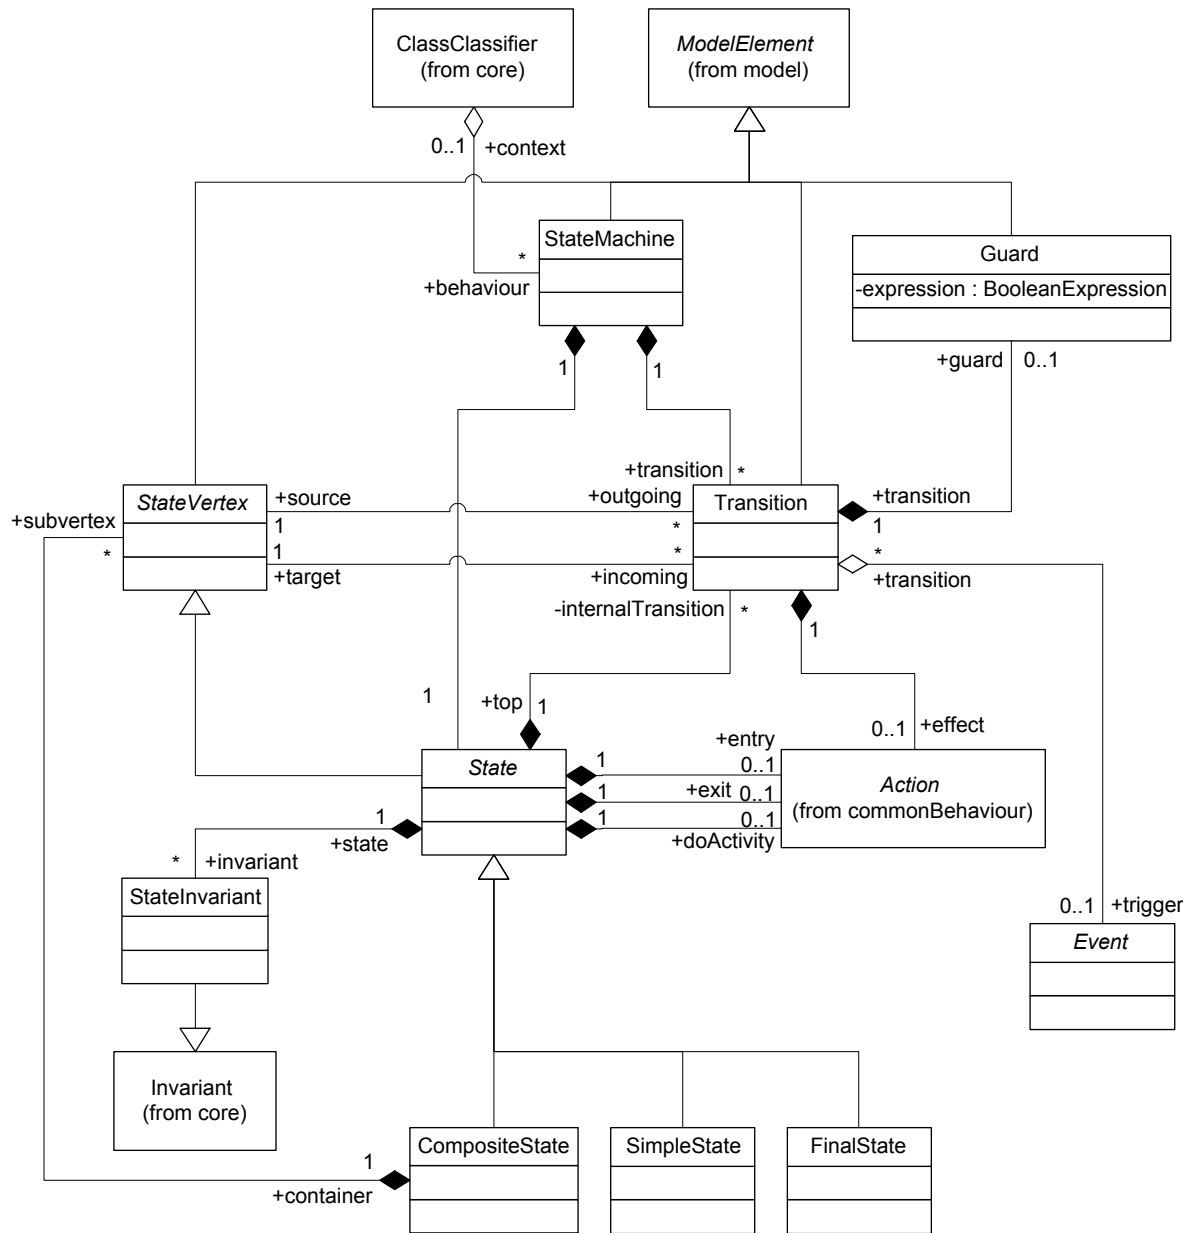 ClassClassifier
(from core)
ModelElement
(from model)
0..1
+context
StateMachine
*
+behaviour
Guard
-expression : BooleanExpression
1
1
+guard
0..1
+transition
*
StateVertex
+source
+outgoing
Transition
+transition
+subvertex
1
*
1
*
1
*
*
+target
+incoming
+transition
-internalTransition
*
1
1
+top
1
0..1
+effect
+entry
State
1
0..1
Action
(from commonBehaviour)
1
+exit
0..1
1
+state
1
0..1
+doActivity
*
+invariant
StateInvariant
0..1
+trigger
Event
Invariant
(from core)
CompositeState
SimpleState
FinalState
1
+container